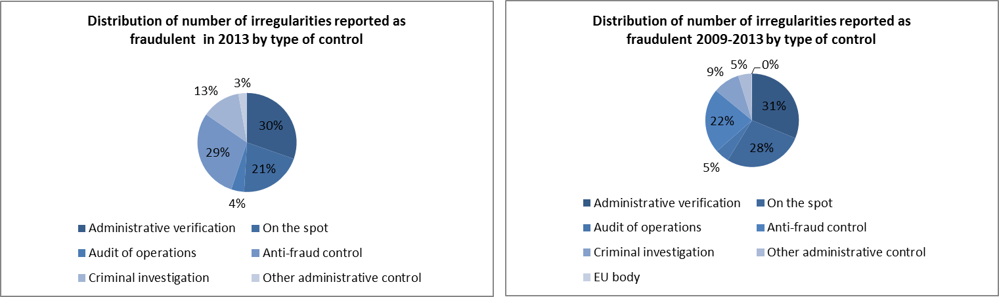 Distribution of number of irregularities reported as
fraudulent in 2013 by type of control
3%
13%
30%
29%
21%
4%
Administrative verification
On the spot
Audit of operations
Anti-fraud control
Criminal investigation
Other administrative control
Distribution of number of irregularities reported as
fraudulent 2009-2013 by type of control
5%
0%
9%
31%
22%
28%
5%
Administrative verification
On the spot
Audit of operations
Anti-fraud control
Criminal investigation
Other administrative control
EU body